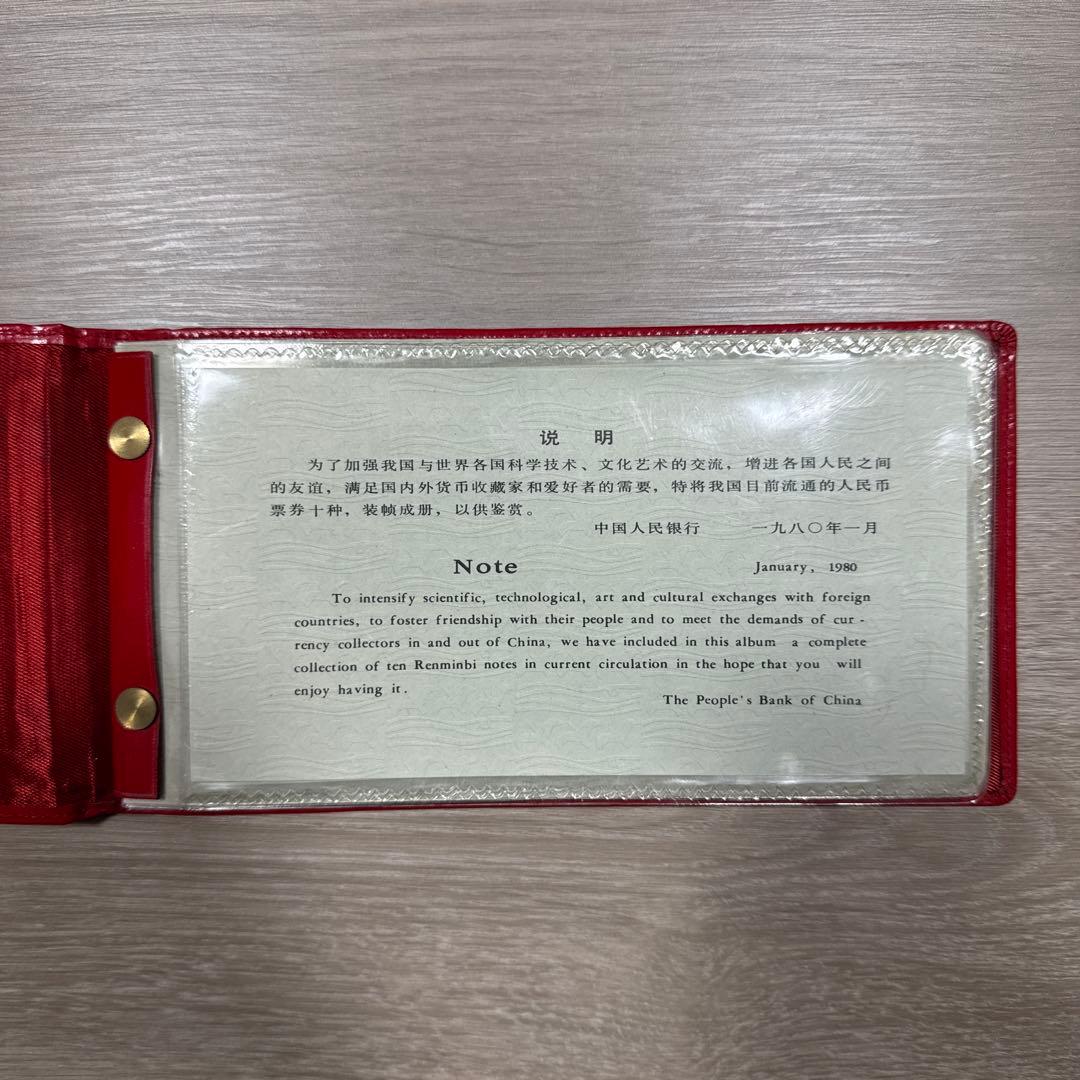 说 明
为了加强我国与世界各国科学技术、文化艺术的交流，增进各国人民之间
的友谊，满足国内外货币收藏家和爱好者的需要，特将我国目前流通的人民币
票券十种，装帧成册，以供鉴赏。
中国人民银行 一九八〇年一月
Note January, 1980
To intensify scientific, technological, art and cultural exchanges with foreign
countries, to foster friendship with their people and to meet the demands of cur -
rency collectors in and out of China, we have included in this album a complete
collection of ten Renminbi notes in current circulation in the hope that you will
enjoy having it.
The People's Bank of China